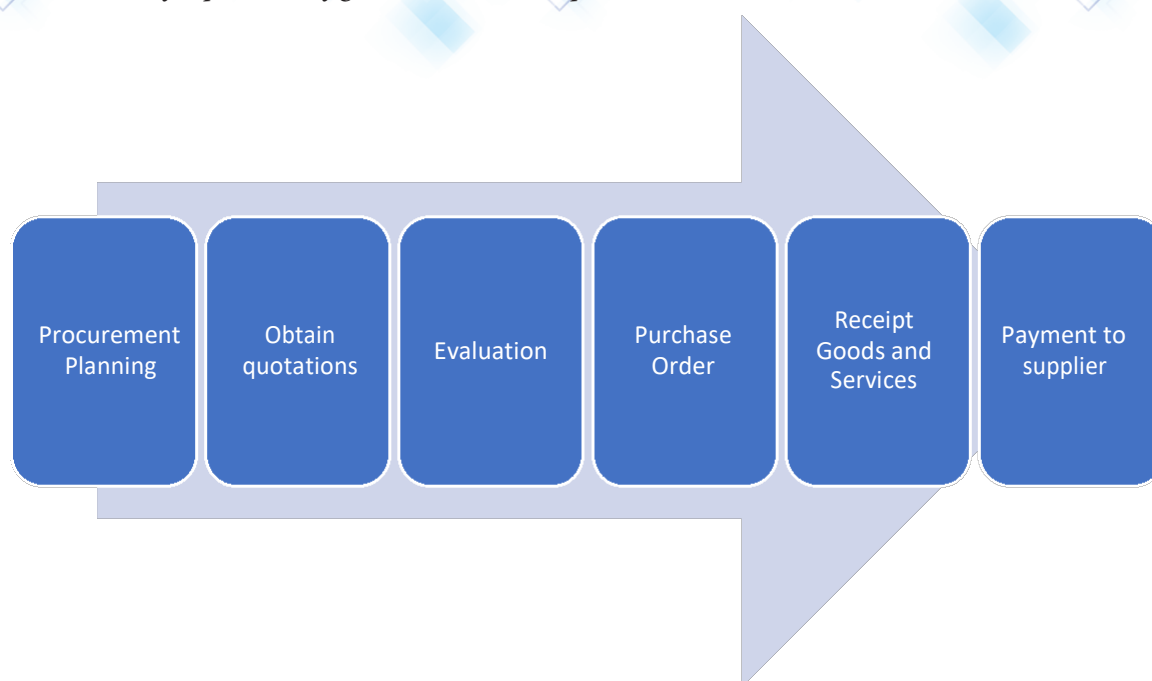 Procurement
Planning
Obtain
quotations
Evaluation
Purchase
Order
Receipt
Goods and
Services
Payment to
supplier